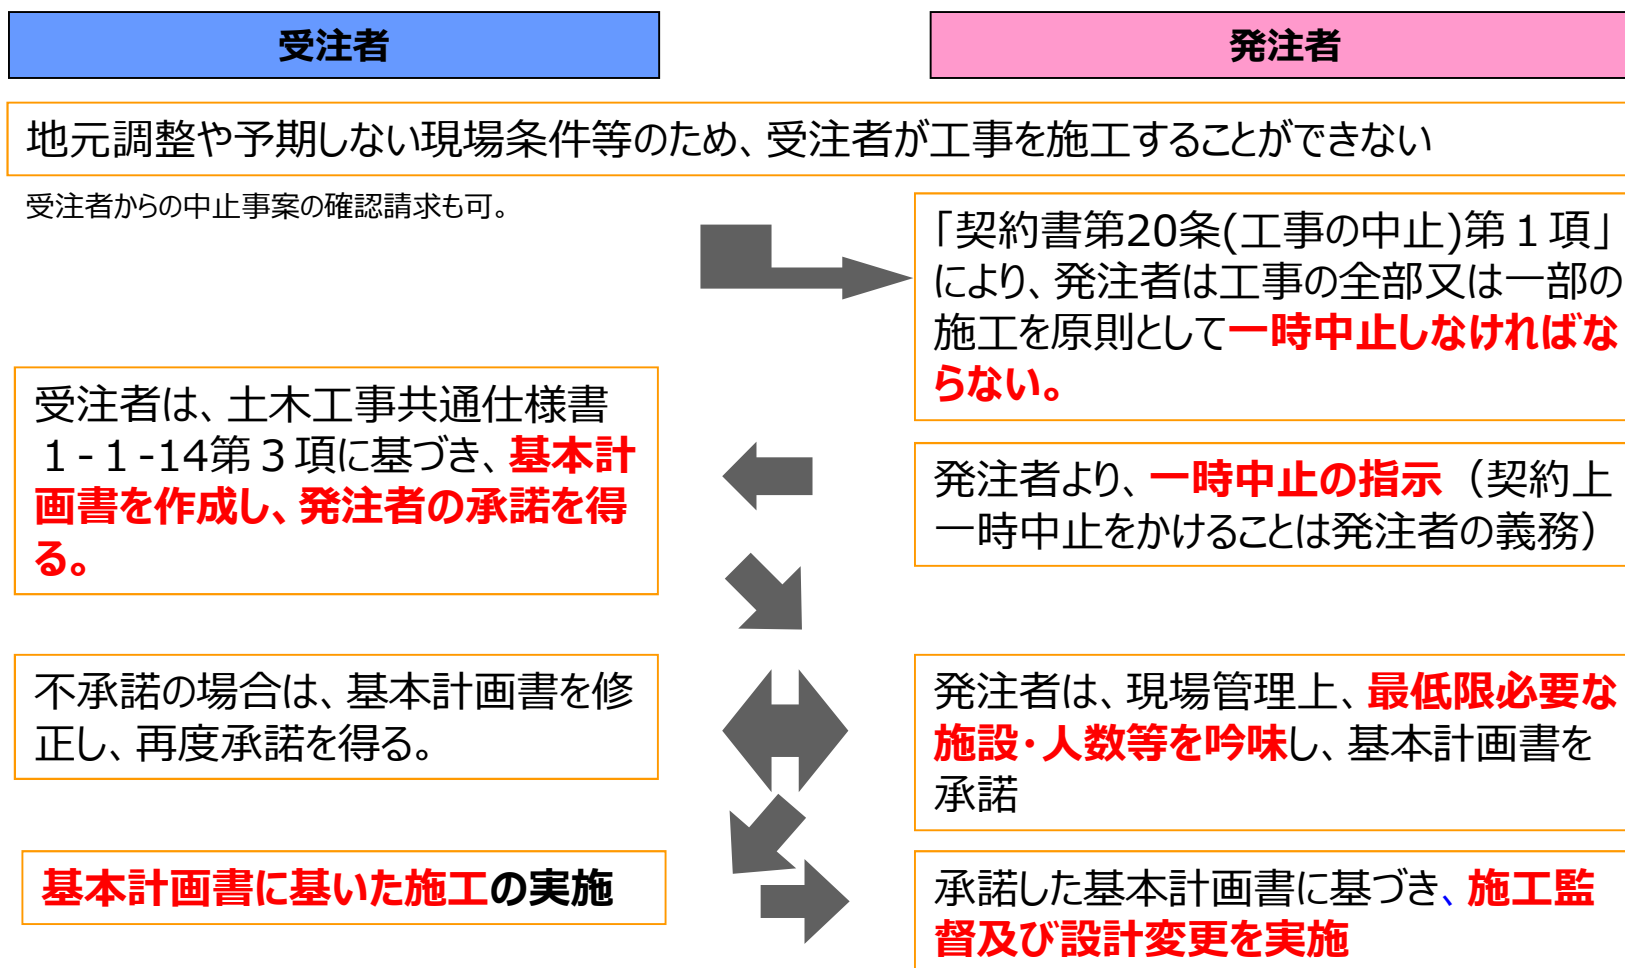 受注者
発注者
地元調整や予期しない現場条件等のため、受注者が工事を施工することができない
受注者からの中止事案の確認請求も可。
「契約書第20条(工事の中止)第１項」
により、発注者は工事の全部又は一部の
施工を原則として一時中止しなければな
らない。
受注者は、土木工事共通仕様書
１-１-14第３項に基づき、基本計
画書を作成し、発注者の承諾を得
る。
発注者より、一時中止の指示（契約上
一時中止をかけることは発注者の義務）
不承諾の場合は、基本計画書を修
正し、再度承諾を得る。
発注者は、現場管理上、最低限必要な
施設・人数等を吟味し、基本計画書を
承諾
基本計画書に基いた施工の実施
承諾した基本計画書に基づき、施工監
督及び設計変更を実施